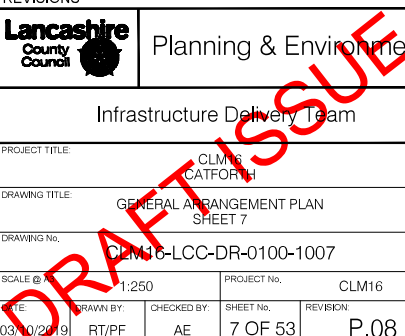 REVISIONS
Lancashire
County
Council
Planning & Environme
Infrastructure Delivery Team
PROJECT TITLE:
CLM16
CATFORTH
DRAWING TITLE:
GENERAL ARRANGEMENT PLAN
SHEET 7
DRAWING No.
CLM16-LCC-DR-0100-1007
SCALE @ A3
1:250
PROJECT No.
CLM16
DATE:
03/10/2019
DRAWN BY:
RT/PF
CHECKED BY:
AE
SHEET No.
7 OF 53
REVISION:
P.08
DRAFT ISSUE